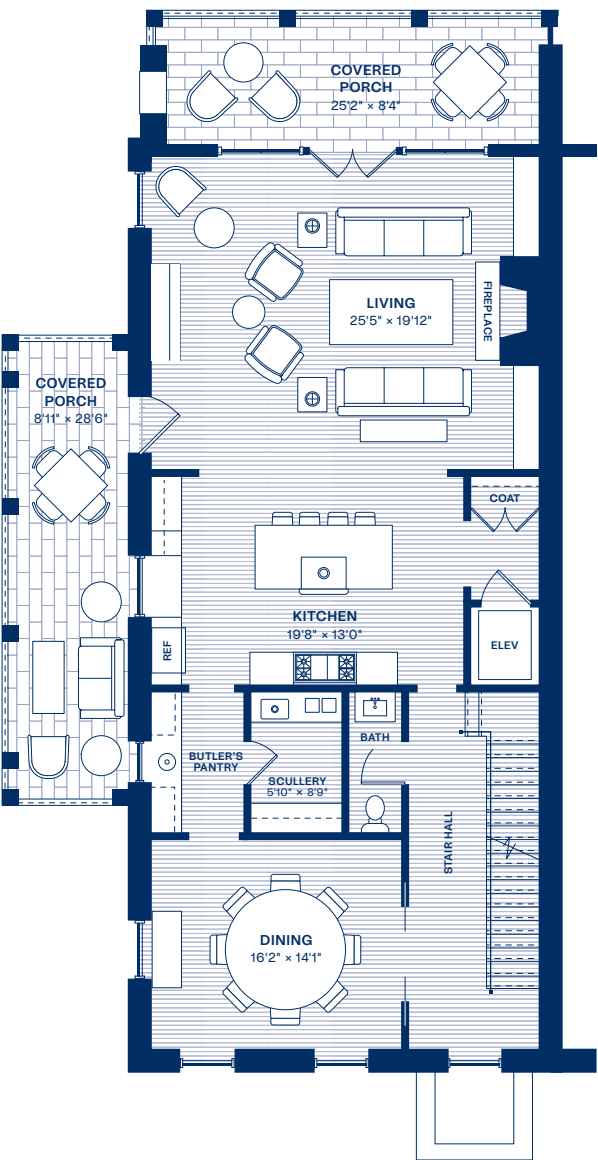 COVERED
PORCH
25'2" × 8'4"
LIVING
25'5" × 19'12"
FIREPLACE
COVERED
PORCH
8'11" × 28'6"
COAT
KITCHEN
19'8" × 13'0"
REF
ELEV
BATH
BUTLER'S
PANTRY
SCULLERY
5'10" × 8'9"
STAIR HALL
DINING
16'2" × 14'1"